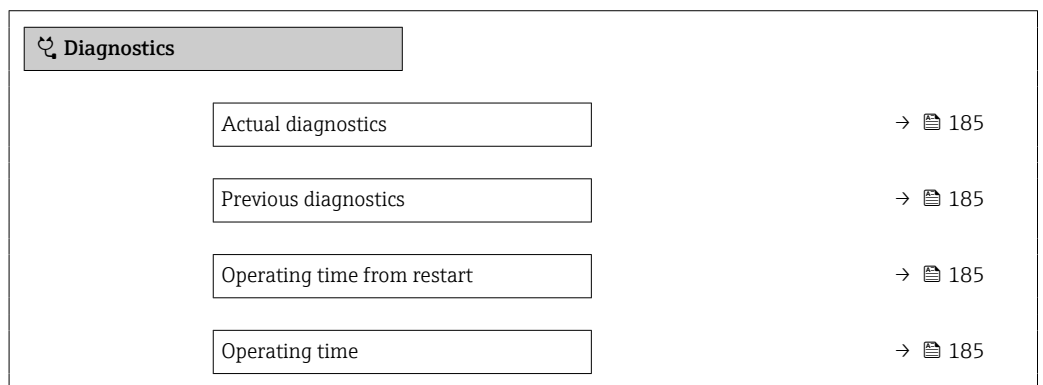 Diagnostics
Actual diagnostics → 185
Previous diagnostics → 185
Operating time from restart → 185
Operating time → 185